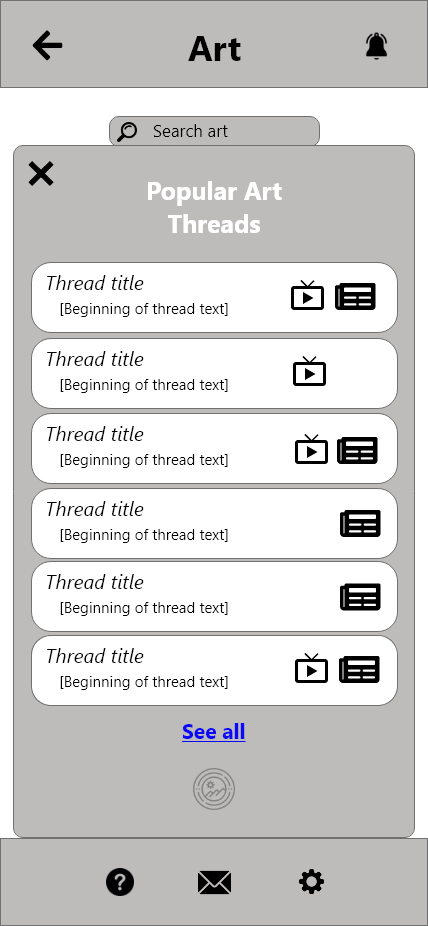 Art
Search art
Popular Art
Threads
Thread title
[Beginning of thread text]
Thread title
[Beginning of thread text]
Thread title
[Beginning of thread text]
Thread title
[Beginning of thread text]
Thread title
[Beginning of thread text]
Thread title
[Beginning of thread text]
See all
?